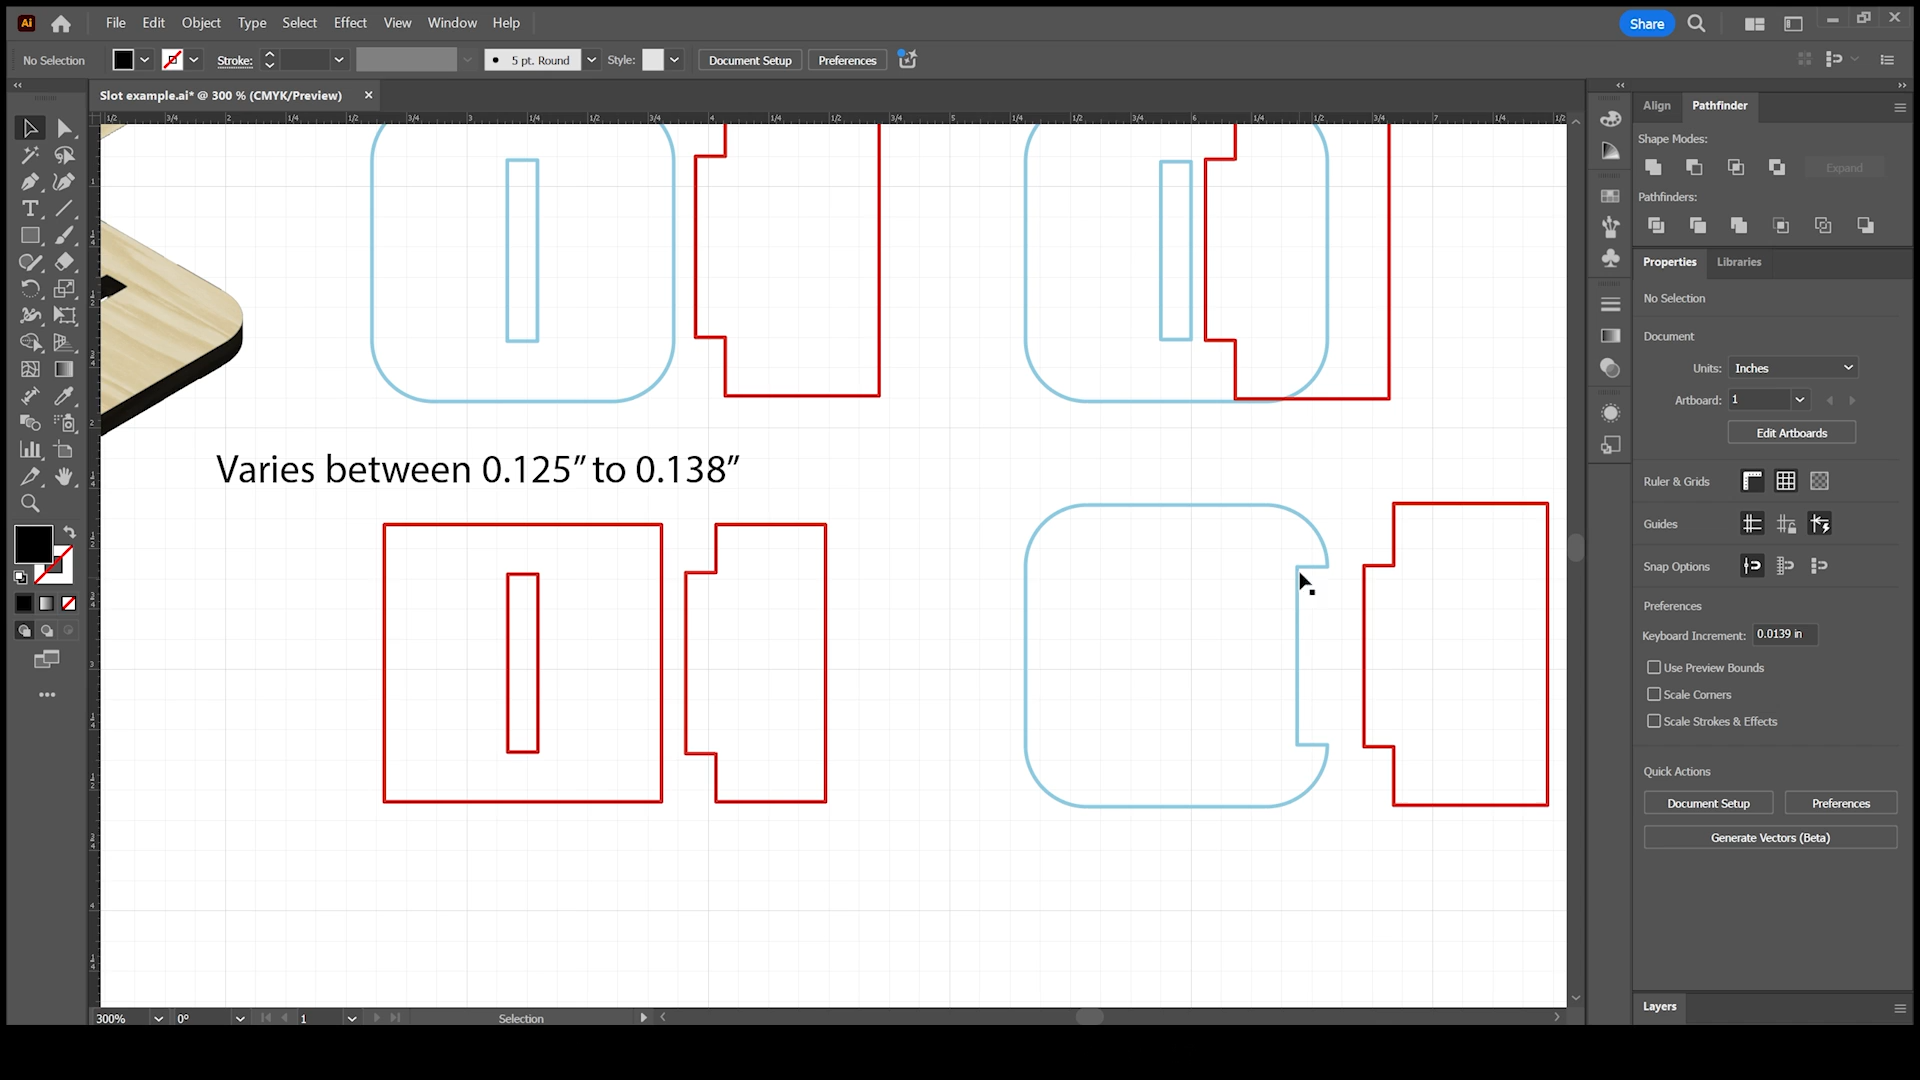 Ai File Edit Object Type Select Effect View Window Help Share
No Selection Stroke: 5 pt. Round Style: Document Setup Preferences
Slot example.ai* @ 300 % (CMYK/Preview)
Align Pathfinder
Shape Modes:
Expand
Pathfinders:
Properties Libraries
No Selection
Document
Units: Inches
Artboard: 1
Edit Artboards
Varies between 0.125” to 0.138”
Ruler & Grids
Guides
Snap Options
Preferences
Keyboard Increment: 0.0139 in
Use Preview Bounds
Scale Corners
Scale Strokes & Effects
Quick Actions
Document Setup Preferences
Generate Vectors (Beta)
Layers
300% 0° 1 Selection